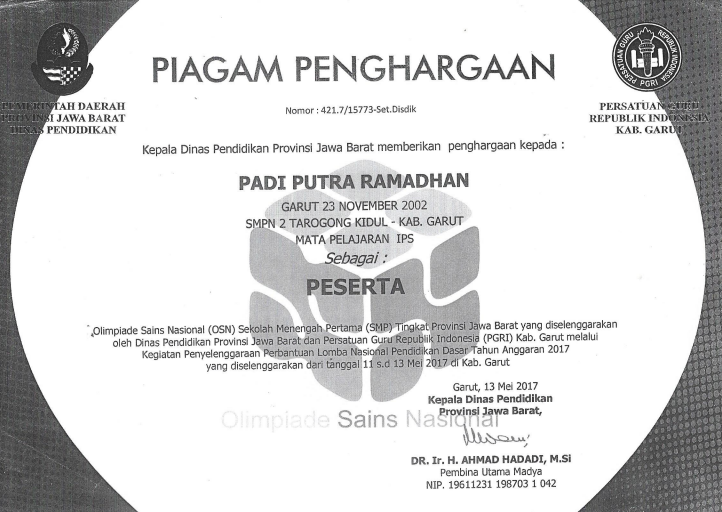 PIAGAM PENGHARGAAN
PEMERINTAH DAERAH
PROVINSI JAWA BARAT
DINAS PENDIDIKAN
PERSATUAN GURU REPUBLIK INDONESIA
PGRI
PERSATUAN GURU
REPUBLIK INDONESIA
KAB. GARUT
Nomor : 421.7/15773-Set.Disdik
Kepala Dinas Pendidikan Provinsi Jawa Barat memberikan penghargaan kepada :
PADI PUTRA RAMADHAN
GARUT 23 NOVEMBER 2002
SMPN 2 TAROGONG KIDUL - KAB. GARUT
MATA PELAJARAN IPS
Sebagai :
PESERTA
Olimpiade Sains Nasional (OSN) Sekolah Menengah Pertama (SMP) Tingkat Provinsi Jawa Barat yang diselenggarakan
oleh Dinas Pendidikan Provinsi Jawa Barat dan Persatuan Guru Republik Indonesia (PGRI) Kab. Garut melalui
Kegiatan Penyelenggaraan Perbantuan Lomba Nasional Pendidikan Dasar Tahun Anggaran 2017
yang diselenggarakan dari tanggal 11 s.d 13 Mei 2017 di Kab. Garut
Garut, 13 Mei 2017
Kepala Dinas Pendidikan
Provinsi Jawa Barat,
Olimpiade Sains Nasional
DR. Ir. H. AHMAD HADADI, M.Si
Pembina Utama Madya
NIP. 19611231 198703 1 042